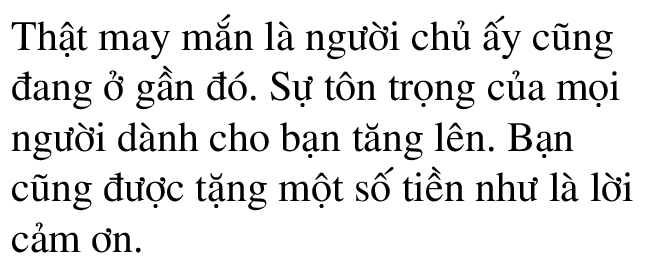 Thật may mắn là người chủ ấy cũng
đang ở gần đó. Sự tôn trọng của mọi
người dành cho bạn tăng lên. Bạn
cũng được tặng một số tiền như là lời
cảm ơn.